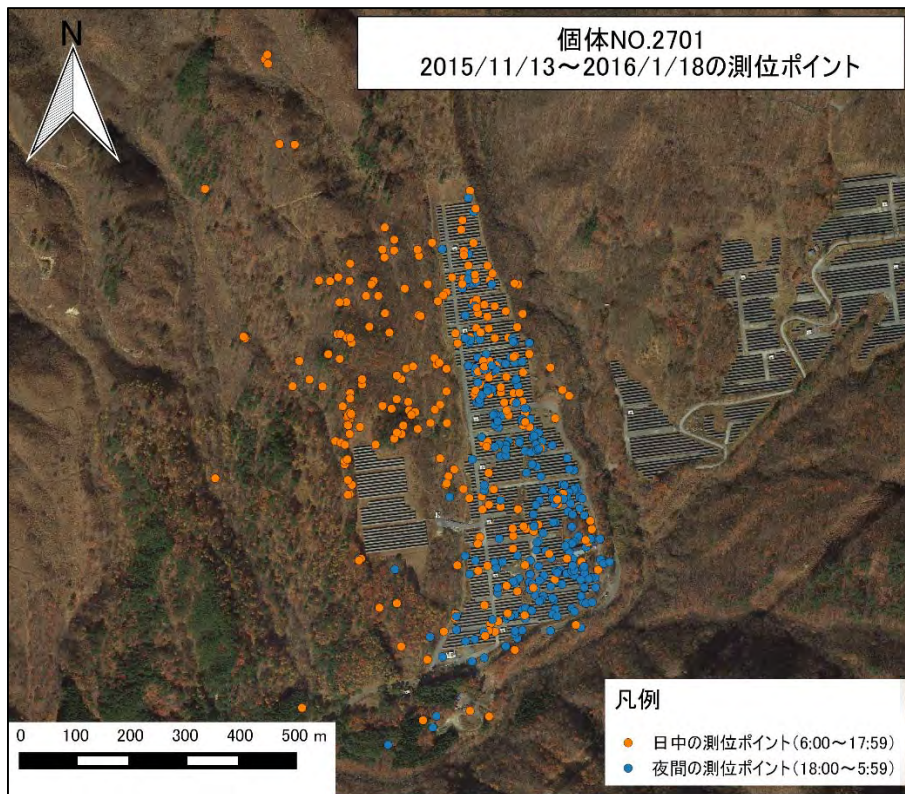 個体NO.2701
2015/11/13～2016/1/18の測位ポイント
N
凡例
日中の測位ポイント(6:00～17:59)
夜間の測位ポイント(18:00～5:59)
0 100 200 300 400 500 m